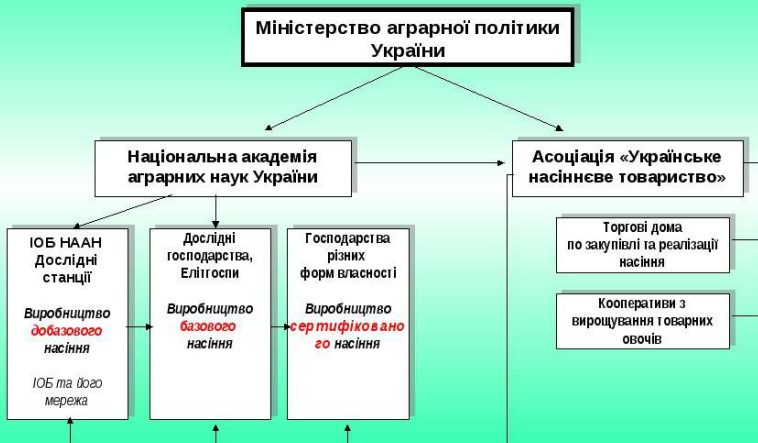 Міністерство аграрної політики
України
Національна академія
аграрних наук України
Асоціація «Українське
насіннєве товариство»
ІОБ НААН
Дослідні
станції
Виробництво
добазового
насіння
ІОБ та його
мережа
Дослідні
господарства,
Елітгоспи
Виробництво
базового
насіння
Господарства
різних
форм власності
Виробництво
сертифіковано
го насіння
Торгові дома
по закупівлі та реалізації
насіння
Кооперативи з
вирощування товарних
овочів